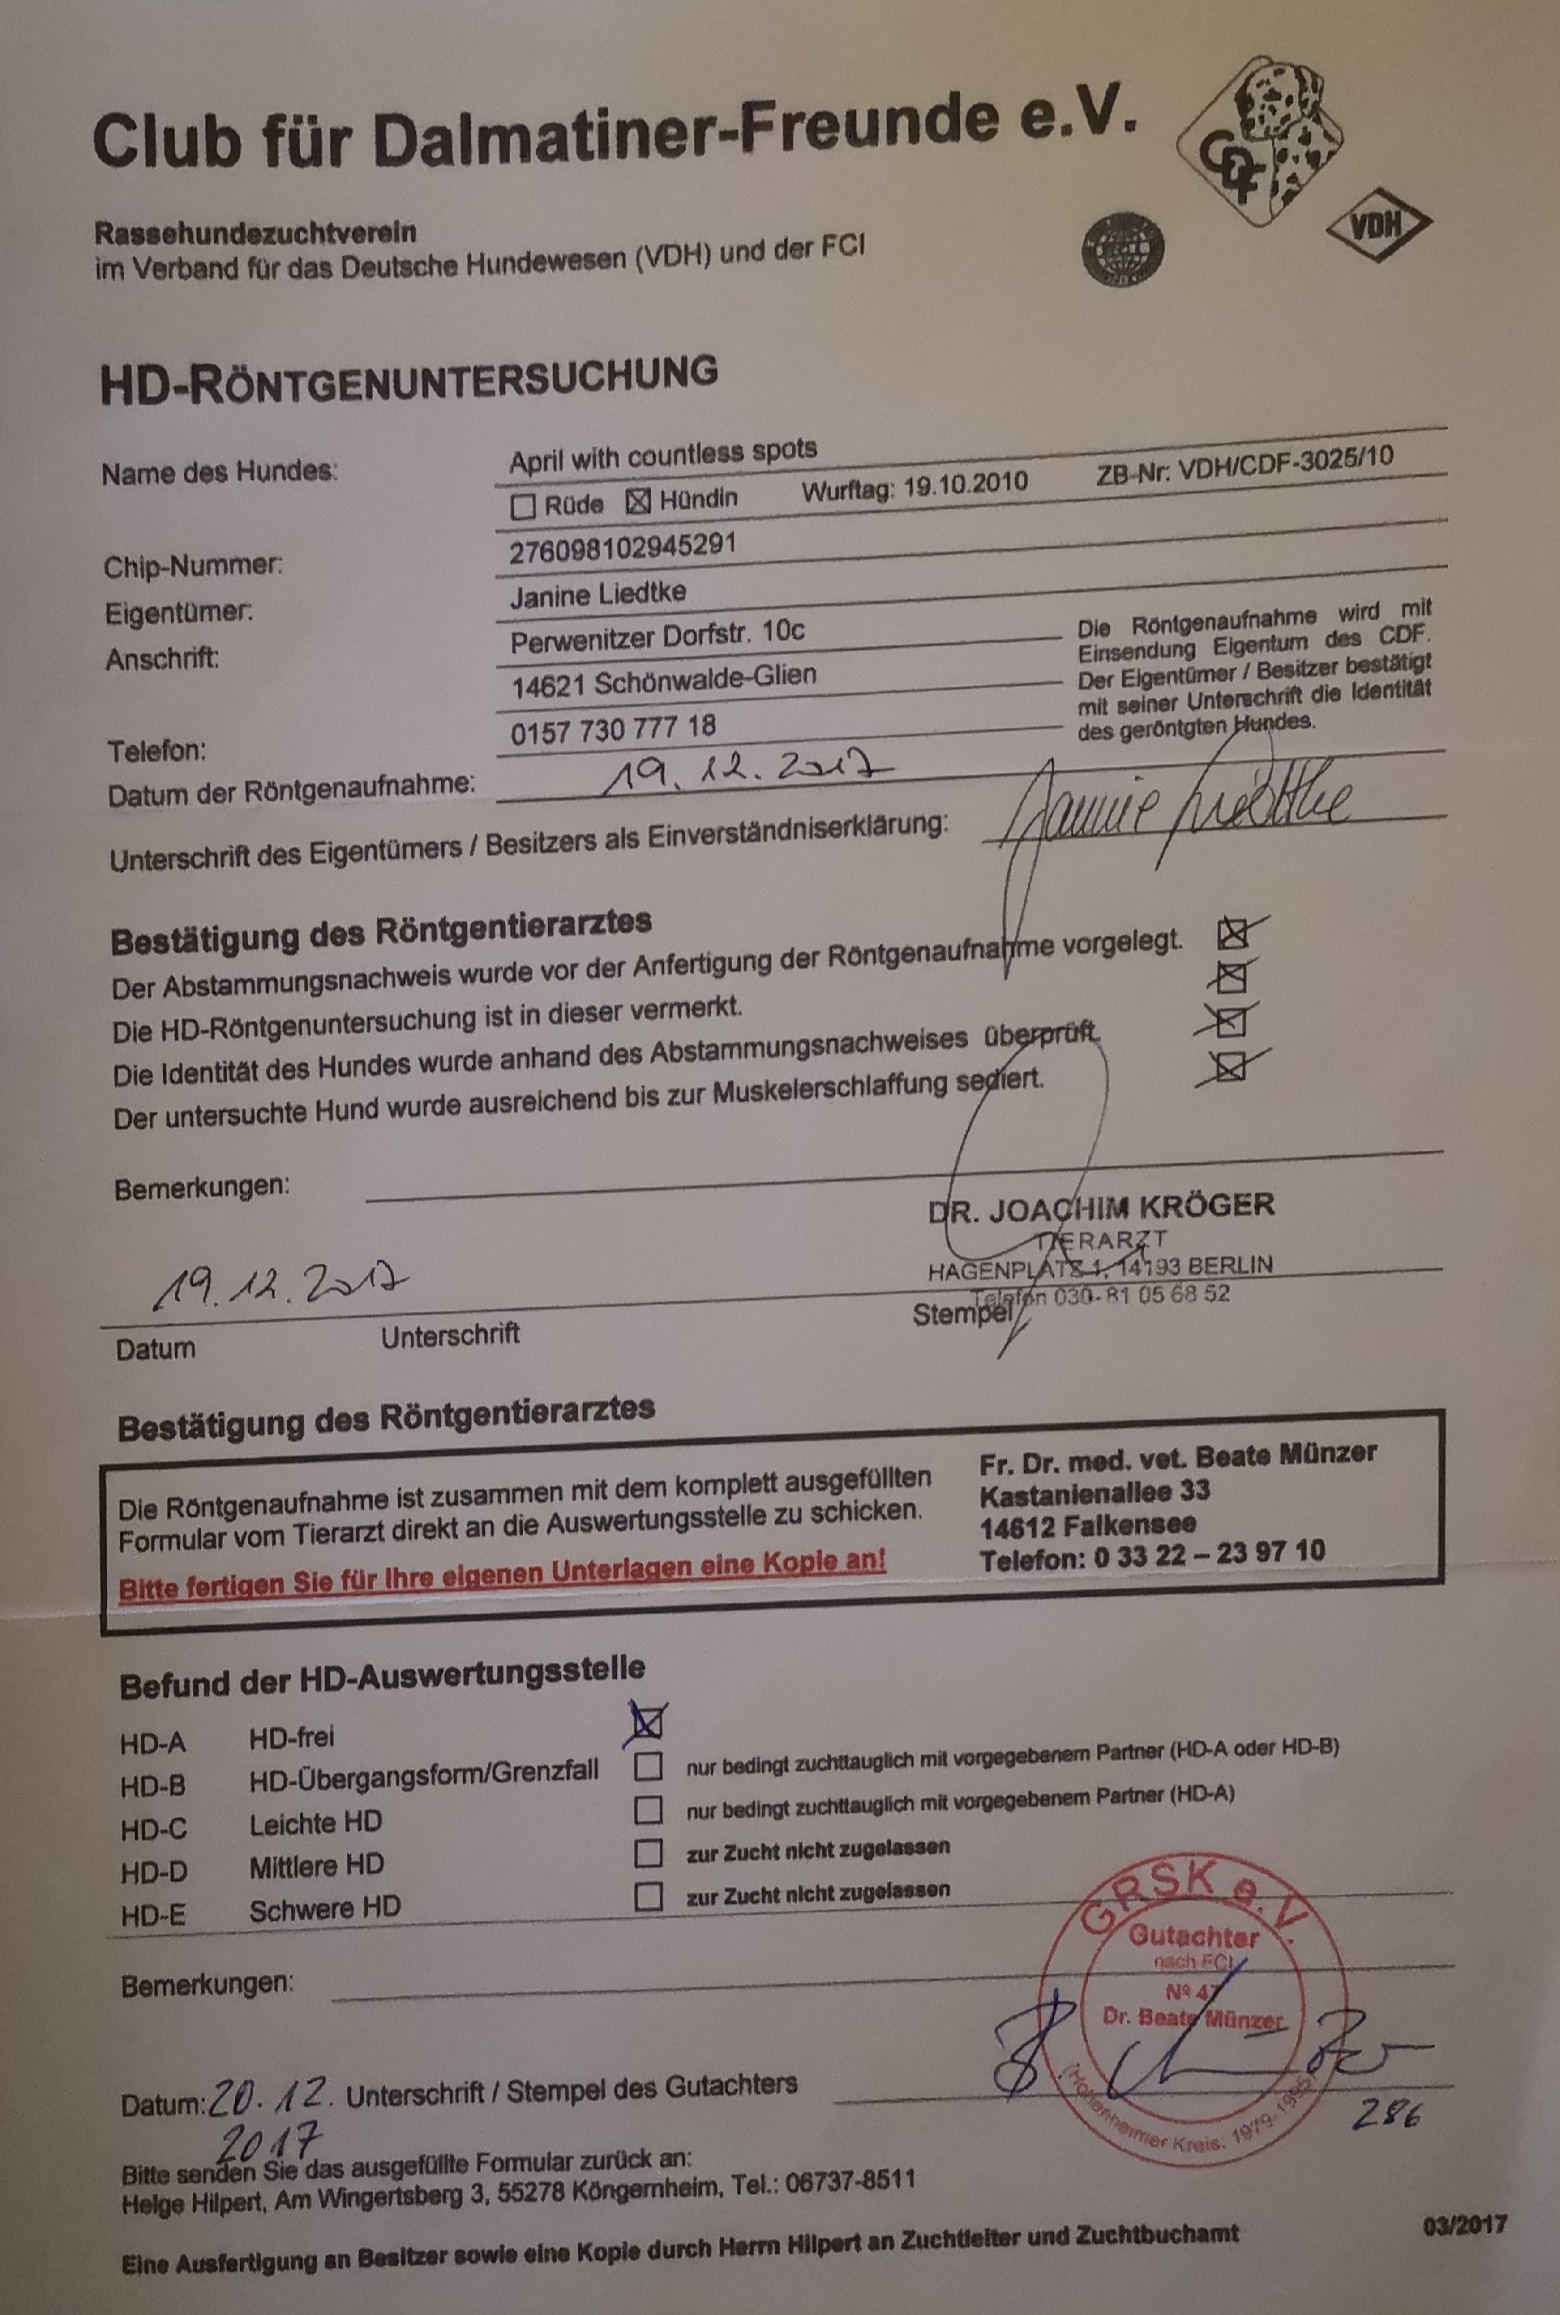 Club für Dalmatiner-Freunde e.V.
CDF
VDH
Rassehundezuchtverein
im Verband für das Deutsche Hundewesen (VDH) und der FCI
HD-RÖNTGENUNTERSUCHUNG
Name des Hundes: April with countless spots
☐ Rüde ☒ Hündin Wurftag: 19.10.2010 ZB-Nr: VDH/CDF-3025/10
Chip-Nummer: 276098102945291
Eigentümer: Janine Liedtke
Anschrift: Perwenitzer Dorfstr. 10c
14621 Schönwalde-Glien
Telefon: 0157 730 777 18
Die Röntgenaufnahme wird mit
Einsendung Eigentum des CDF.
Der Eigentümer / Besitzer bestätigt
mit seiner Unterschrift die Identität
des geröntgten Hundes.
Datum der Röntgenaufnahme: 19.12.2017
Unterschrift des Eigentümers / Besitzers als Einverständniserklärung: Janine Liedtke
Bestätigung des Röntgentierarztes
Der Abstammungsnachweis wurde vor der Anfertigung der Röntgenaufnahme vorgelegt. ☒
Die HD-Röntgenuntersuchung ist in dieser vermerkt. ☒
Die Identität des Hundes wurde anhand des Abstammungsnachweises überprüft. ☒
Der untersuchte Hund wurde ausreichend bis zur Muskelerschlaffung sediert. ☒
Bemerkungen:
DR. JOACHIM KRÖGER
TIERARZT
HAGENPLATZ 1, 14193 BERLIN
Telefon 030-81 05 68 52
19.12.2017
Datum Unterschrift Stempel
Bestätigung des Röntgentierarztes
Die Röntgenaufnahme ist zusammen mit dem komplett ausgefüllten
Formular vom Tierarzt direkt an die Auswertungsstelle zu schicken.
Bitte fertigen Sie für Ihre eigenen Unterlagen eine Kopie an!
Fr. Dr. med. vet. Beate Münzer
Kastanienallee 33
14612 Falkensee
Telefon: 0 33 22 – 23 97 10
Befund der HD-Auswertungsstelle
HD-A HD-frei ☒
HD-B HD-Übergangsform/Grenzfall ☐ nur bedingt zuchttauglich mit vorgegebenem Partner (HD-A oder HD-B)
HD-C Leichte HD ☐ nur bedingt zuchttauglich mit vorgegebenem Partner (HD-A)
HD-D Mittlere HD ☐ zur Zucht nicht zugelassen
HD-E Schwere HD ☐ zur Zucht nicht zugelassen
Bemerkungen:
GRSK e.V.
Gutachter
nach FCI
Nº 47
Dr. Beate Münzer
(Hohenheimer Kreis, 1979-1995)
Datum: 20.12. Unterschrift / Stempel des Gutachters
2017
286
Bitte senden Sie das ausgefüllte Formular zurück an:
Helge Hilpert, Am Wingertsberg 3, 55278 Köngernheim, Tel.: 06737-8511
Eine Ausfertigung an Besitzer sowie eine Kopie durch Herrn Hilpert an Zuchtleiter und Zuchtbuchamt
03/2017